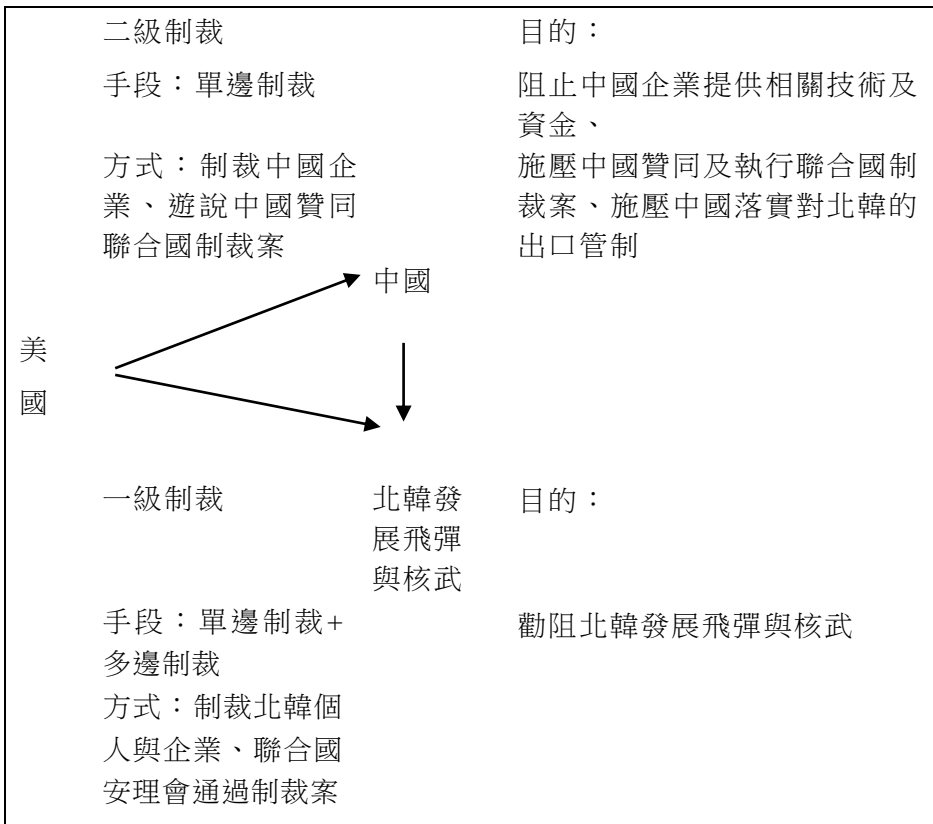 二級制裁
目的：
手段：單邊制裁
阻止中國企業提供相關技術及
資金、
方式：制裁中國企
業、遊說中國贊同
聯合國制裁案
施壓中國贊同及執行聯合國制
裁案、施壓中國落實對北韓的
出口管制
中國
美
國
一級制裁
北韓發
展飛彈
與核武
目的：
手段：單邊制裁+
多邊制裁
勸阻北韓發展飛彈與核武
方式：制裁北韓個
人與企業、聯合國
安理會通過制裁案